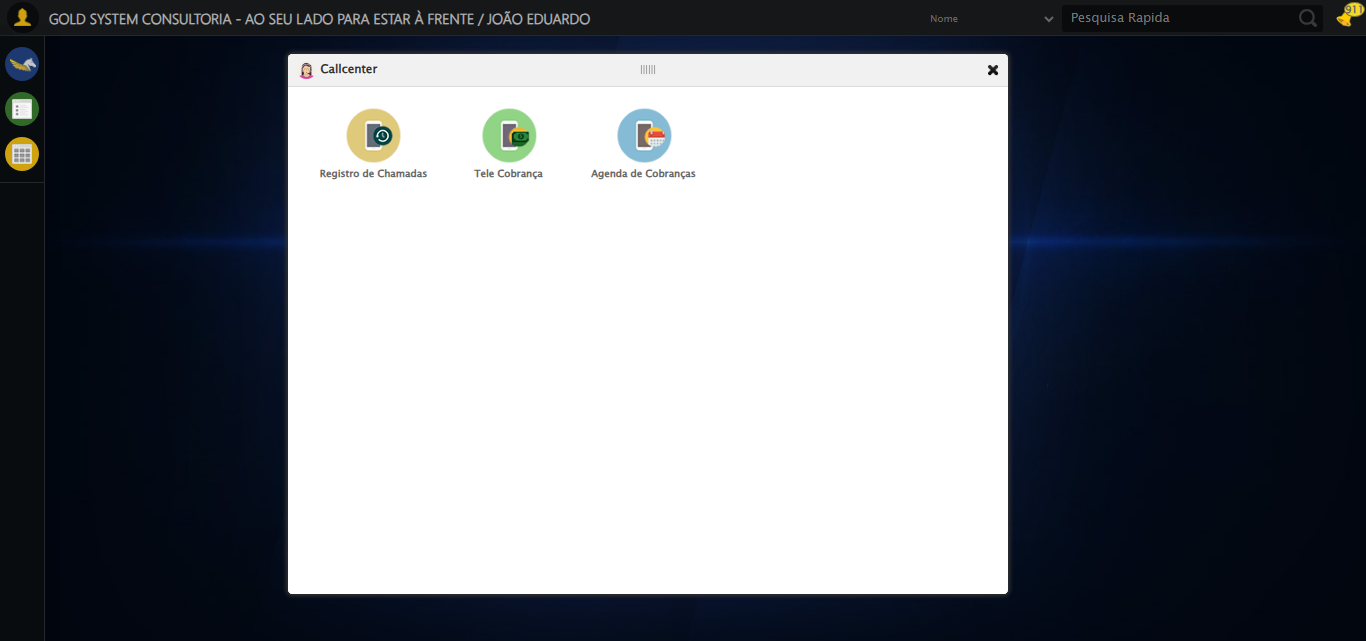 GOLD SYSTEM CONSULTORIA - AO SEU LADO PARA ESTAR À FRENTE / JOÃO EDUARDO
Nome
Pesquisa Rapida
911
Callcenter
Registro de Chamadas
Tele Cobrança
Agenda de Cobranças